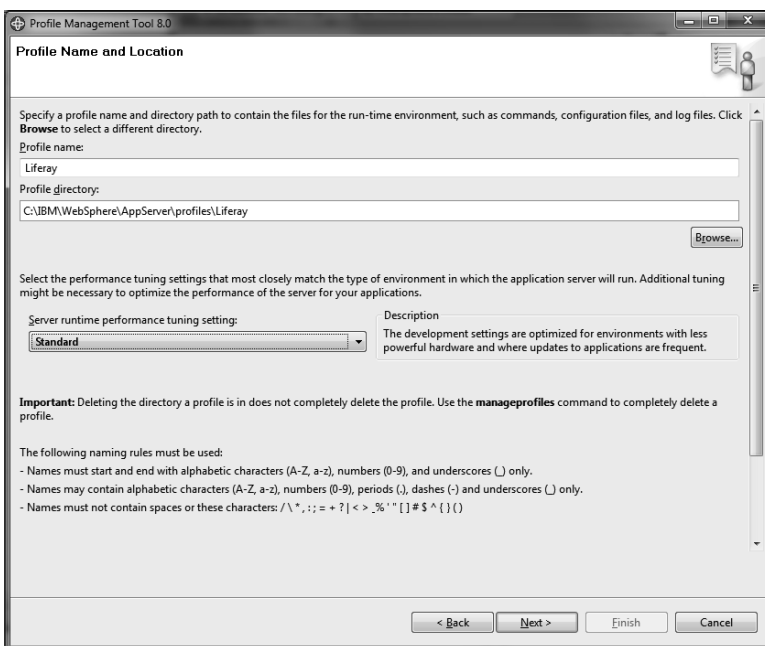 Profile Management Tool 8.0
Profile Name and Location
Specify a profile name and directory path to contain the files for the run-time environment, such as commands, configuration files, and log files. Click
Browse to select a different directory.
Profile name:
Liferay
Profile directory:
C:\IBM\WebSphere\AppServer\profiles\Liferay
Browse...
Select the performance tuning settings that most closely match the type of environment in which the application server will run. Additional tuning
might be necessary to optimize the performance of the server for your applications.
Server runtime performance tuning setting:
Standard
Description
The development settings are optimized for environments with less
powerful hardware and where updates to applications are frequent.
Important: Deleting the directory a profile is in does not completely delete the profile. Use the manageprofiles command to completely delete a
profile.
The following naming rules must be used:
- Names must start and end with alphabetic characters (A-Z, a-z), numbers (0-9), and underscores (_) only.
- Names may contain alphabetic characters (A-Z, a-z), numbers (0-9), periods (.), dashes (-) and underscores (_) only.
- Names must not contain spaces or these characters: / \ * , : ; = + ? | < > _% ' " [ ] # $ ^ { } ( )
< Back
Next >
Finish
Cancel